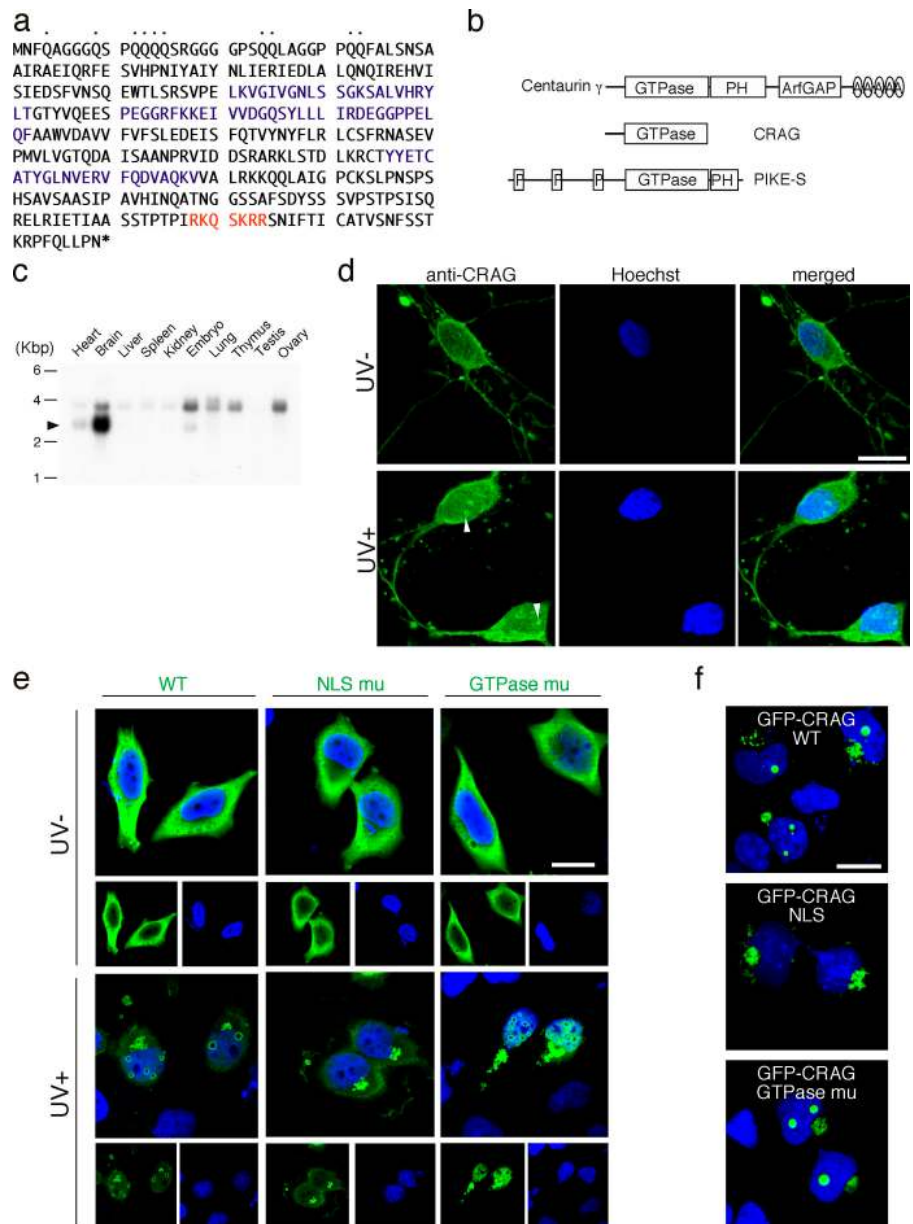 a
MNFQAGGGQS PQQQQSRGGG GPSQQLAGGP PQQFALSNSA
AIRAEIQRFE SVHPNIYAIY NLIERIEDLA LQNQIREHVI
SIEDSFVNSQ EWTLSRSVPE LKVGIVGNLS SGKSALVHRY
LTGTYVQEES PEGGRFKKEI VVDGQSYLLL IRDEGGPPEL
QFAAWVDAVV FVFSLEDEIS FQTVYNYFLR LCSFRNASEV
PMVLVGTQDA ISAANPRVID DSRARKLSTD LKRCTYYETC
ATYGLNVERV FQDVAQKVVA LRKKQQLAIG PCKSLPNSPS
HSAVSAASIP AVHINQATNG GGSSAFSDYSS SVPSTPSISQ
RELRIETIAA SSTPTPIRKQ SKRRSNIFTI CATVSNFSST
KRPFQLLPN*
b
Centaurin γ GTPase PH ArfGAP AAAAA
GTPase CRAG
P P P GTPase PH PIKE-S
c
(Kbp) Heart Brain Liver Spleen Kidney Embryo Lung Thymus Testis Ovary
6
4
2
1
d
anti-CRAG Hoechst merged
UV-
UV+
e
WT NLS mu GTPase mu
UV-
UV+
f
GFP-CRAG
WT
GFP-CRAG
NLS
GFP-CRAG
GTPase mu